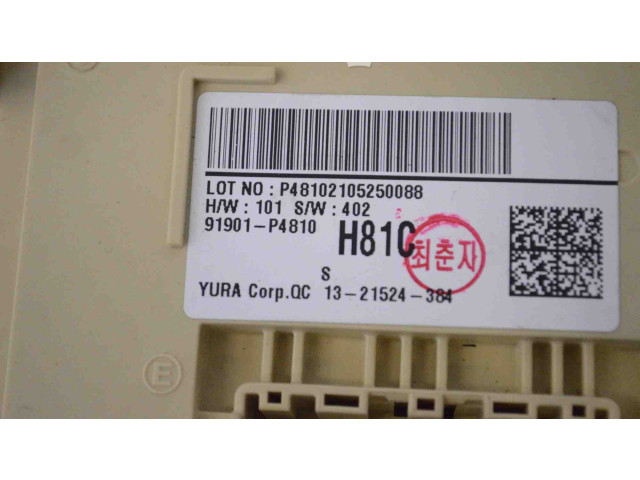 LOT NO : P48102105250088
H/W : 101 S/W : 402
91901-P4810 H81C
최춘자
S
YURA Corp.QC 13-21524-384
E